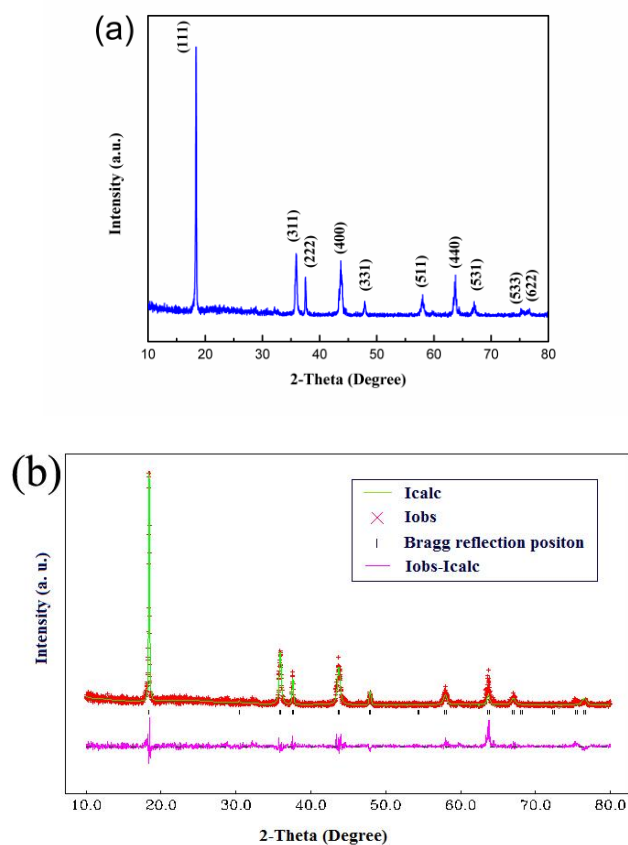 (a)
Intensity (a.u.)
(111)
(311)
(222)
(400)
(331)
(511)
(440)
(531)
(533)
(622)
10 20 30 40 50 60 70 80
2-Theta (Degree)
(b)
Intensity (a. u.)
Icalc
Iobs
Bragg reflection positon
Iobs-Icalc
10.0 20.0 30.0 40.0 50.0 60.0 70.0 80.0
2-Theta (Degree)